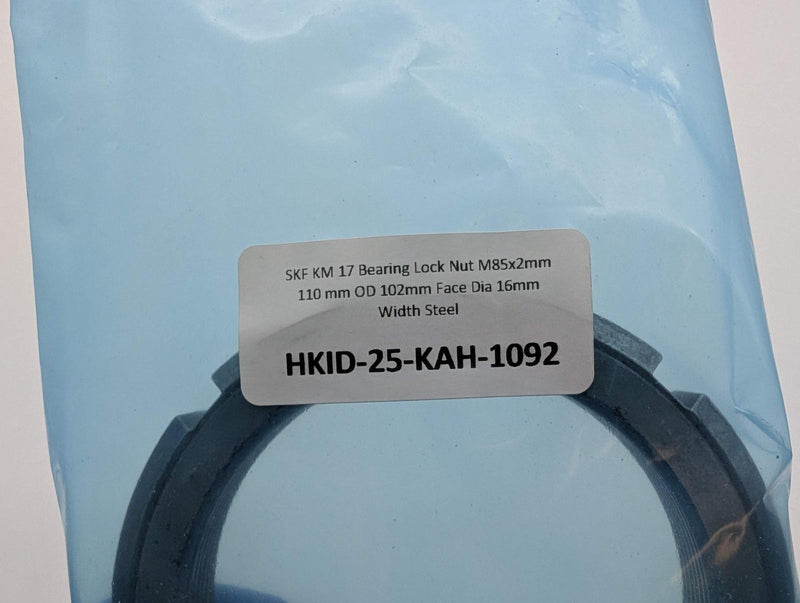 SKF KM 17 Bearing Lock Nut M85x2mm
110 mm OD 102mm Face Dia 16mm
Width Steel
HKID-25-KAH-1092